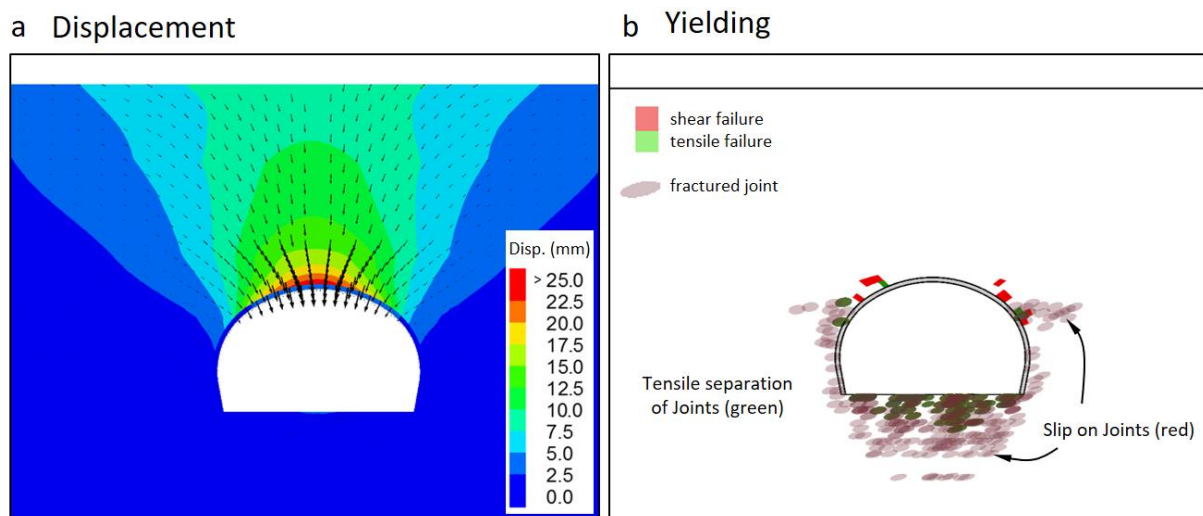 a Displacement
Disp. (mm)
> 25.0
22.5
20.0
17.5
12.5
10.0
7.5
5.0
2.5
0.0
b Yielding
shear failure
tensile failure
fractured joint
Tensile separation
of Joints (green)
Slip on Joints (red)